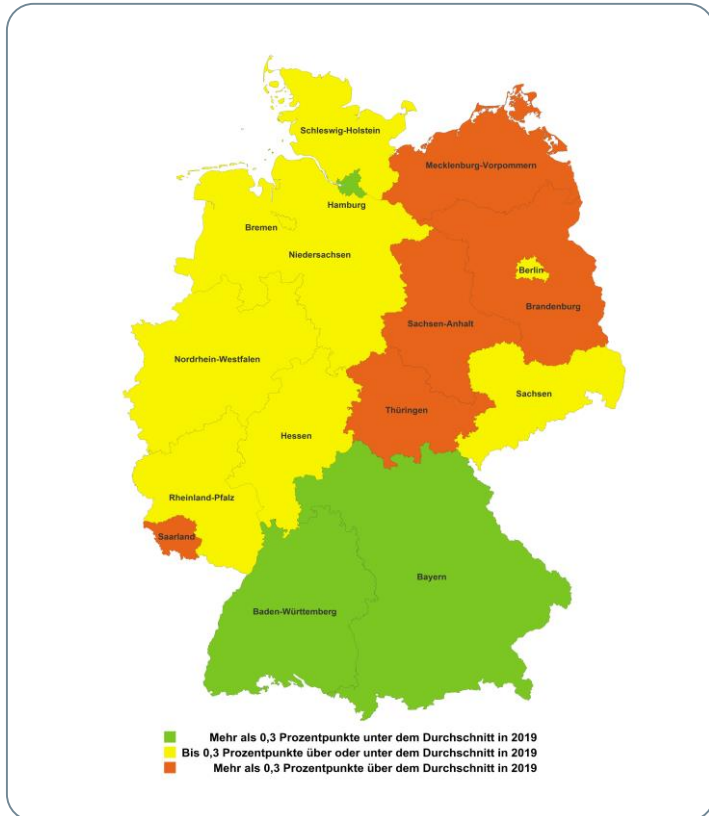 Schleswig-Holstein
Mecklenburg-Vorpommern
Hamburg
Bremen
Niedersachsen
Berlin
Brandenburg
Sachsen-Anhalt
Nordrhein-Westfalen
Sachsen
Thüringen
Hessen
Rheinland-Pfalz
Saarland
Bayern
Baden-Württemberg
Mehr als 0,3 Prozentpunkte unter dem Durchschnitt in 2019
Bis 0,3 Prozentpunkte über oder unter dem Durchschnitt in 2019
Mehr als 0,3 Prozentpunkte über dem Durchschnitt in 2019